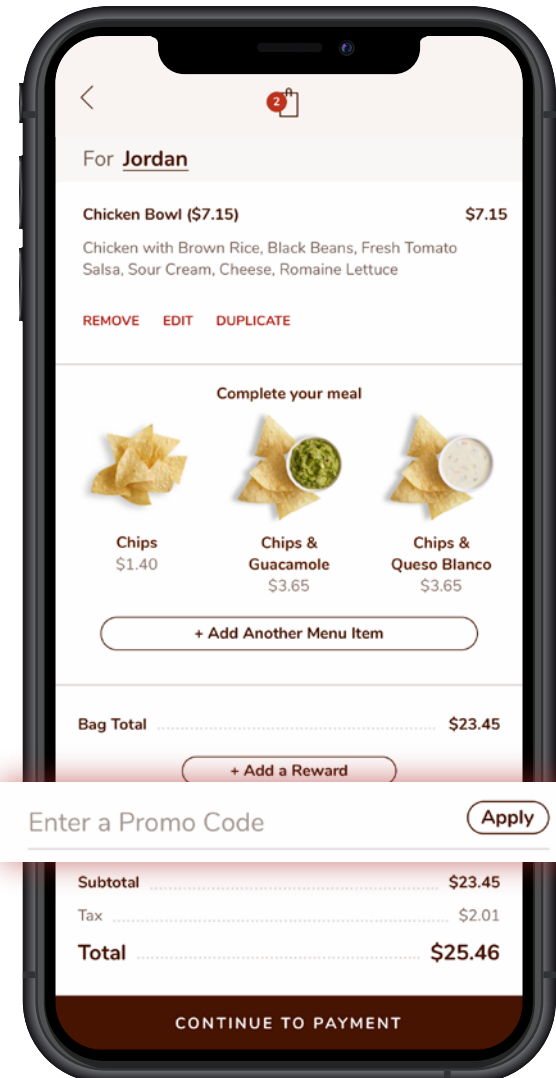 2
For Jordan
Chicken Bowl ($7.15) $7.15
Chicken with Brown Rice, Black Beans, Fresh Tomato
Salsa, Sour Cream, Cheese, Romaine Lettuce
REMOVE EDIT DUPLICATE
Complete your meal
Chips
$1.40
Chips &
Guacamole
$3.65
Chips &
Queso Blanco
$3.65
+ Add Another Menu Item
Bag Total $23.45
+ Add a Reward
Enter a Promo Code Apply
Subtotal $23.45
Tax $2.01
Total $25.46
CONTINUE TO PAYMENT